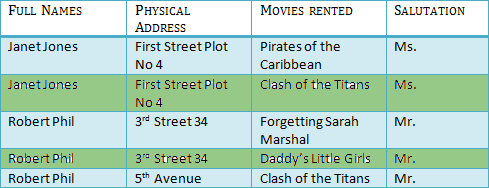 FULL NAMES PHYSICAL ADDRESS MOVIES RENTED SALUTATION
Janet Jones First Street Plot No 4 Pirates of the Caribbean Ms.
Janet Jones First Street Plot No 4 Clash of the Titans Ms.
Robert Phil 3rd Street 34 Forgetting Sarah Marshal Mr.
Robert Phil 3rd Street 34 Daddy's Little Girls Mr.
Robert Phil 5th Avenue Clash of the Titans Mr.